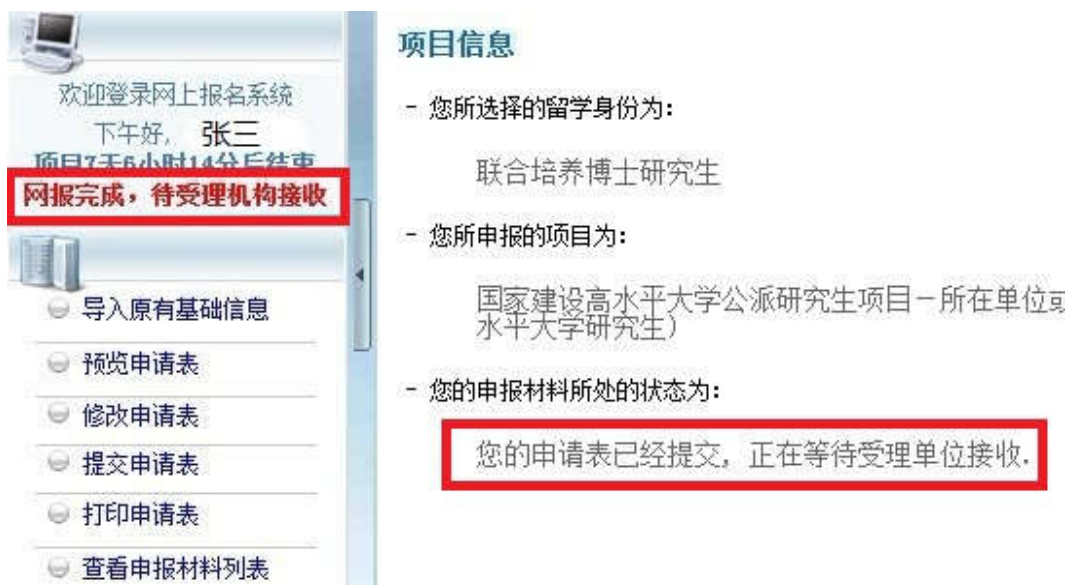 欢迎登录网上报名系统
下午好, 张三
项目7天6小时14分后结束
网报完成，待受理机构接收
导入原有基础信息
预览申请表
修改申请表
提交申请表
打印申请表
查看申报材料列表
项目信息
- 您所选择的留学身份为：
联合培养博士研究生
- 您所申报的项目为：
国家建设高水平大学公派研究生项目－所在单位或
水平大学研究生）
- 您的申报材料所处的状态为：
您的申请表已经提交, 正在等待受理单位接收.